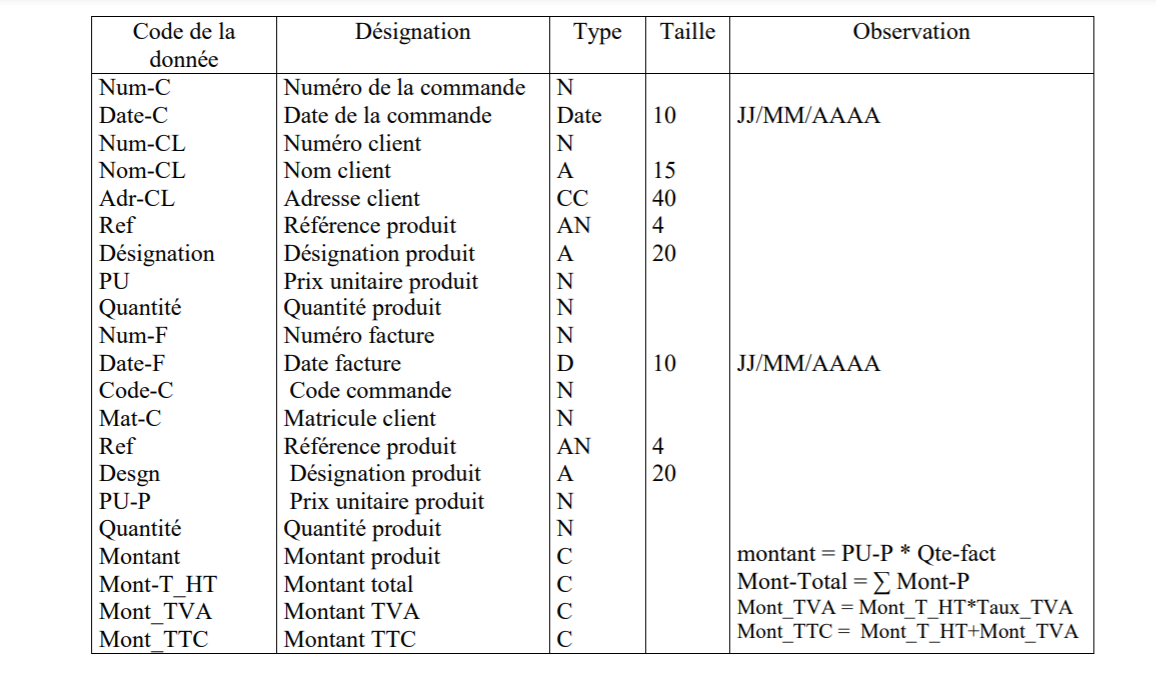 Code de la donnée | Désignation | Type | Taille | Observation
Num-C | Numéro de la commande | N
Date-C | Date de la commande | Date | 10 | JJ/MM/AAAA
Num-CL | Numéro client | N
Nom-CL | Nom client | A | 15
Adr-CL | Adresse client | CC | 40
Ref | Référence produit | AN | 4
Désignation | Désignation produit | A | 20
PU | Prix unitaire produit | N
Quantité | Quantité produit | N
Num-F | Numéro facture | N
Date-F | Date facture | D | 10 | JJ/MM/AAAA
Code-C | Code commande | N
Mat-C | Matricule client | N
Ref | Référence produit | AN | 4
Desgn | Désignation produit | A | 20
PU-P | Prix unitaire produit | N
Quantité | Quantité produit | N
Montant | Montant produit | C | montant = PU-P * Qte-fact
Mont-T_HT | Montant total | C | Mont-Total = ∑ Mont-P
Mont_TVA | Montant TVA | C | Mont_TVA = Mont_T_HT*Taux_TVA
Mont_TTC | Montant TTC | C | Mont_TTC = Mont_T_HT+Mont_TVA